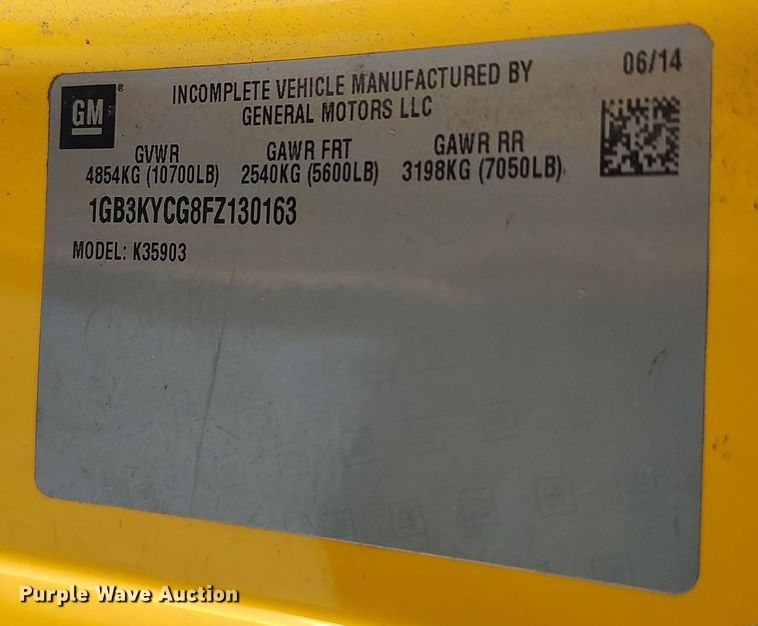 GM
INCOMPLETE VEHICLE MANUFACTURED BY
GENERAL MOTORS LLC
06/14
GVWR GAWR FRT GAWR RR
4854KG (10700LB) 2540KG (5600LB) 3198KG (7050LB)
1GB3KYCG8FZ130163
MODEL: K35903
Purple Wave Auction